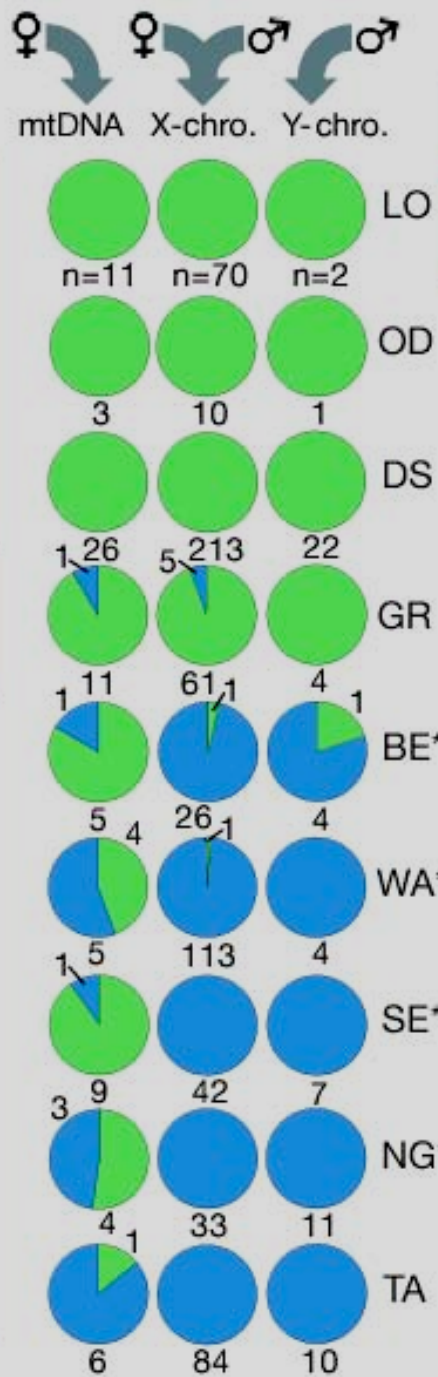 ♀ ♀ ♂ ♂
mtDNA X-chro. Y-chro.
LO
n=11 n=70 n=2
OD
3 10 1
DS
1 26 5 213 22
GR
1 11 61 1 4 1
BE*
5 4 26 1 4
WA*
1 5 113 4
SE*
3 9 42 7
NG
4 1 33 11
TA
6 84 10